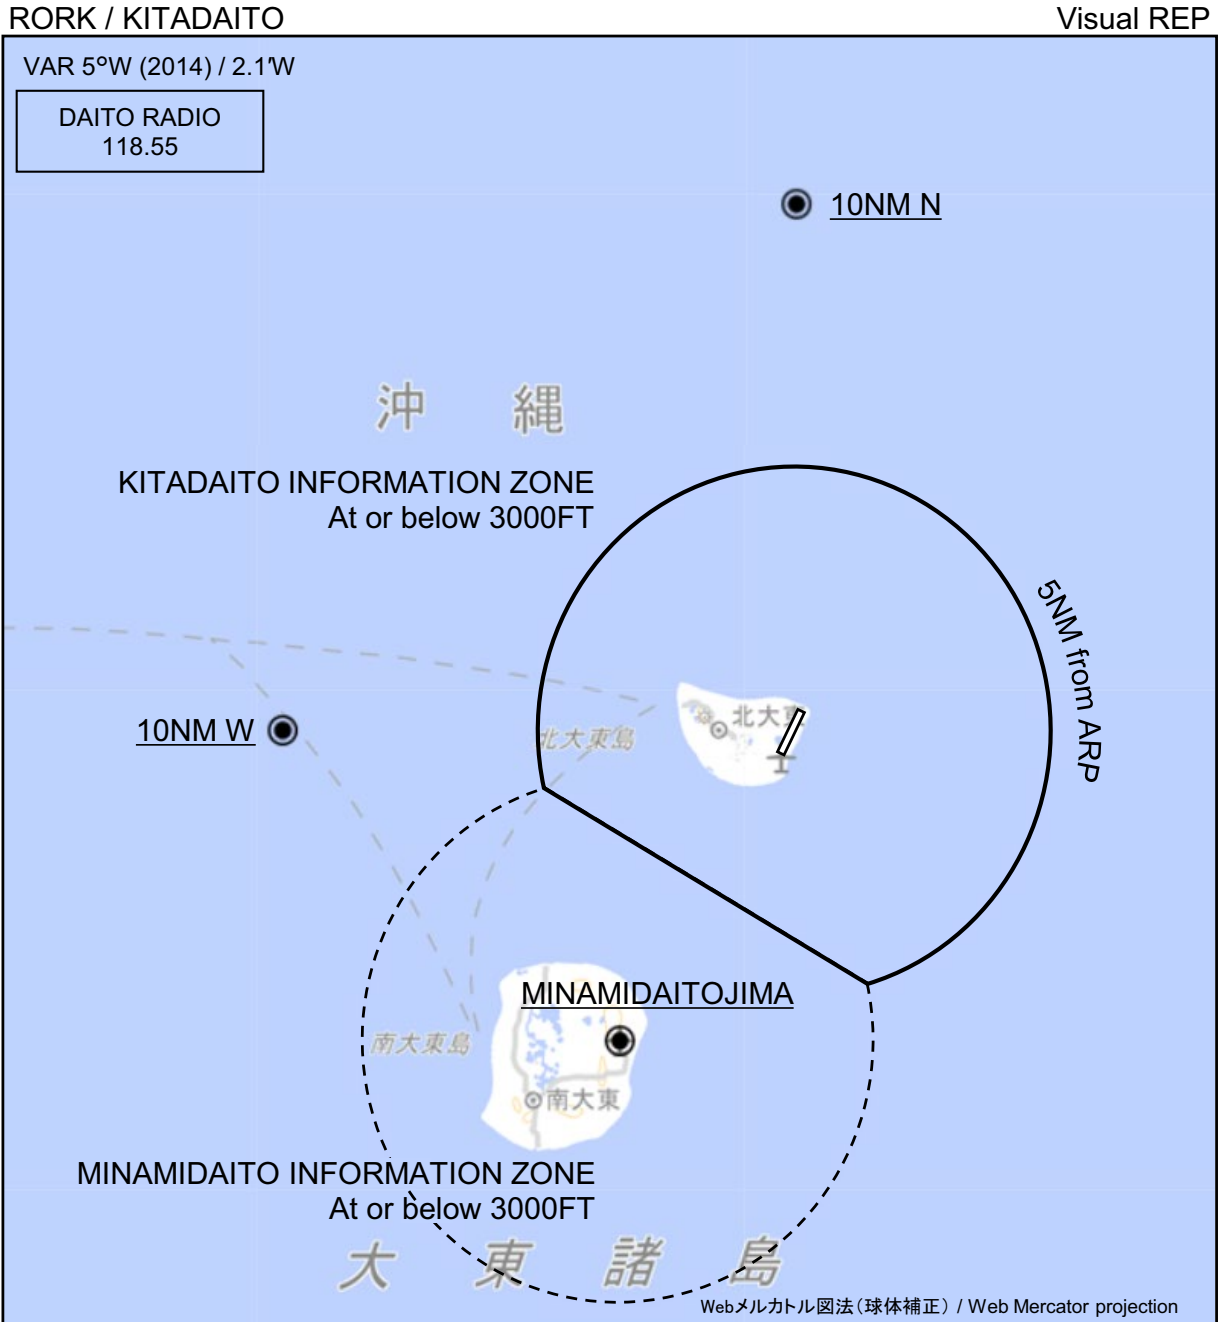 RORK / KITADAITO
Visual REP
VAR 5°W (2014) / 2.1'W
DAITO RADIO
118.55
10NM N
沖 縄
KITADAITO INFORMATION ZONE
At or below 3000FT
5NM from ARP
10NM W
北大東
北大東島
MINAMIDAITOJIMA
南大東島
南大東
MINAMIDAITO INFORMATION ZONE
At or below 3000FT
大 東 諸 島
Webメルカトル図法(球体補正) / Web Mercator projection